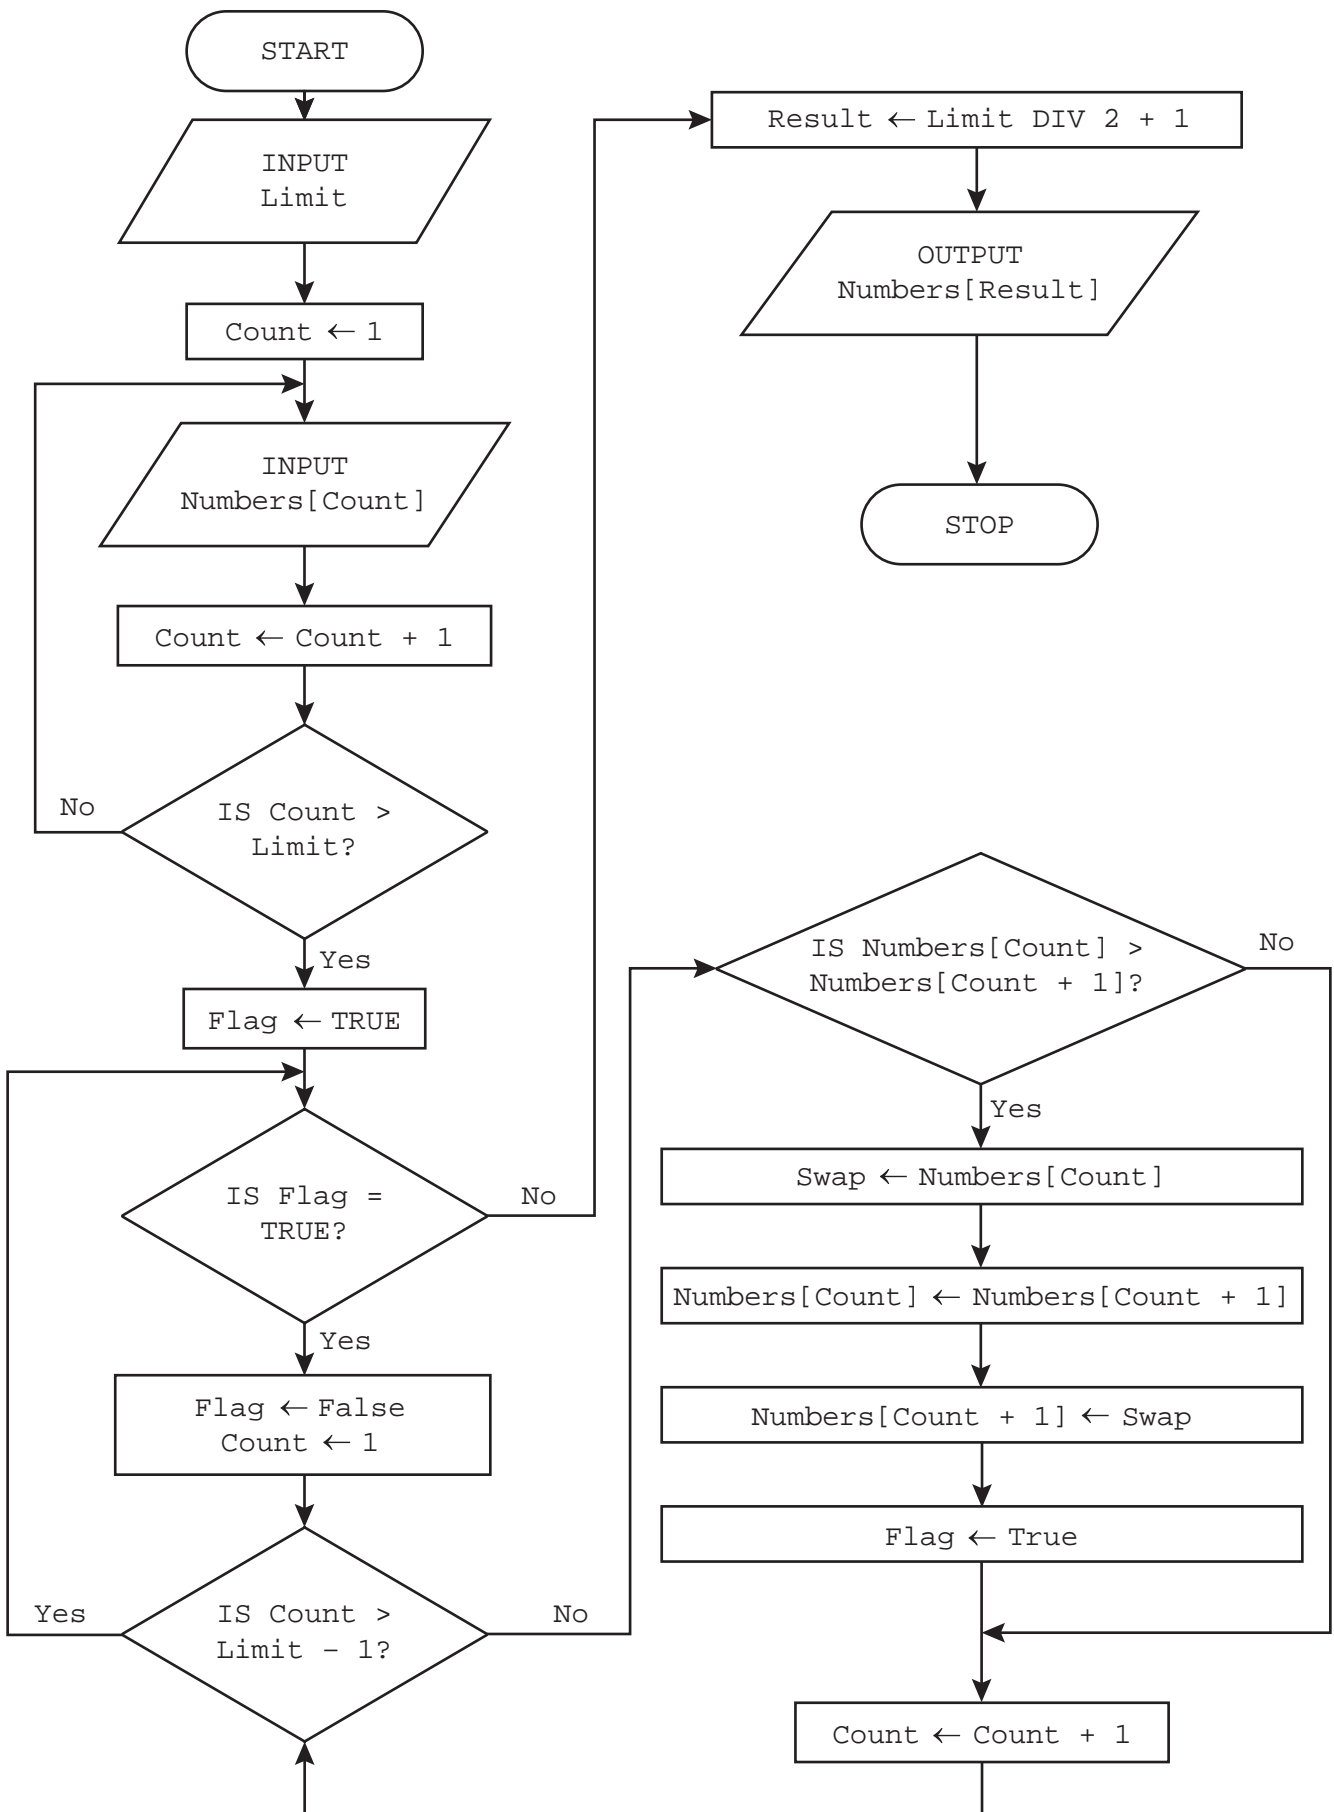 START
INPUT
Limit
Count ← 1
INPUT
Numbers[Count]
Count ← Count + 1
IS Count >
Limit?
No
Yes
Flag ← TRUE
IS Flag =
TRUE?
No
Yes
Flag ← False
Count ← 1
IS Count >
Limit – 1?
Yes
No
Result ← Limit DIV 2 + 1
OUTPUT
Numbers[Result]
STOP
IS Numbers[Count] >
Numbers[Count + 1]?
No
Yes
Swap ← Numbers[Count]
Numbers[Count] ← Numbers[Count + 1]
Numbers[Count + 1] ← Swap
Flag ← True
Count ← Count + 1